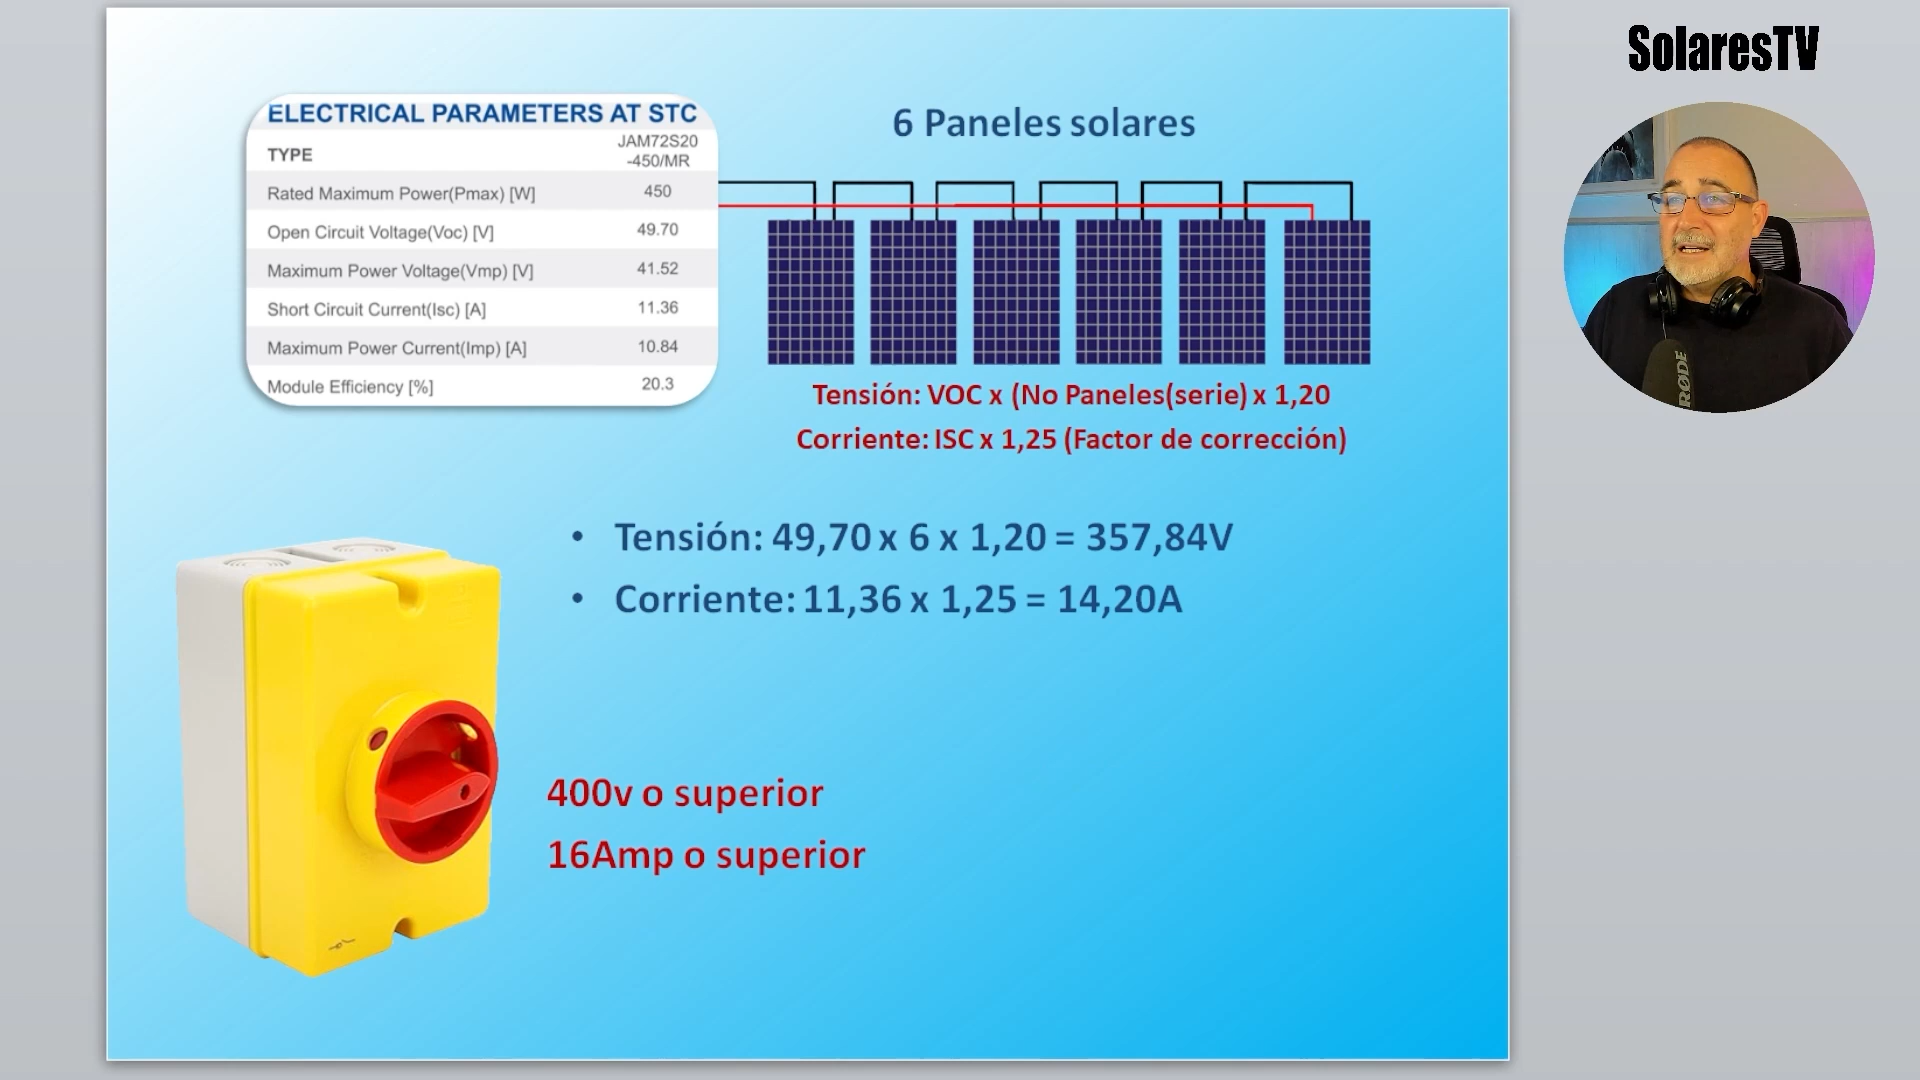 SolaresTV
ELECTRICAL PARAMETERS AT STC
TYPE JAM72S20
-450/MR
Rated Maximum Power(Pmax) [W] 450
Open Circuit Voltage(Voc) [V] 49.70
Maximum Power Voltage(Vmp) [V] 41.52
Short Circuit Current(Isc) [A] 11.36
Maximum Power Current(Imp) [A] 10.84
Module Efficiency [%] 20.3
6 Paneles solares
Tensión: VOC x (No Paneles(serie) x 1,20
Corriente: ISC x 1,25 (Factor de corrección)
• Tensión: 49,70 x 6 x 1,20 = 357,84V
• Corriente: 11,36 x 1,25 = 14,20A
400v o superior
16Amp o superior
RØDE